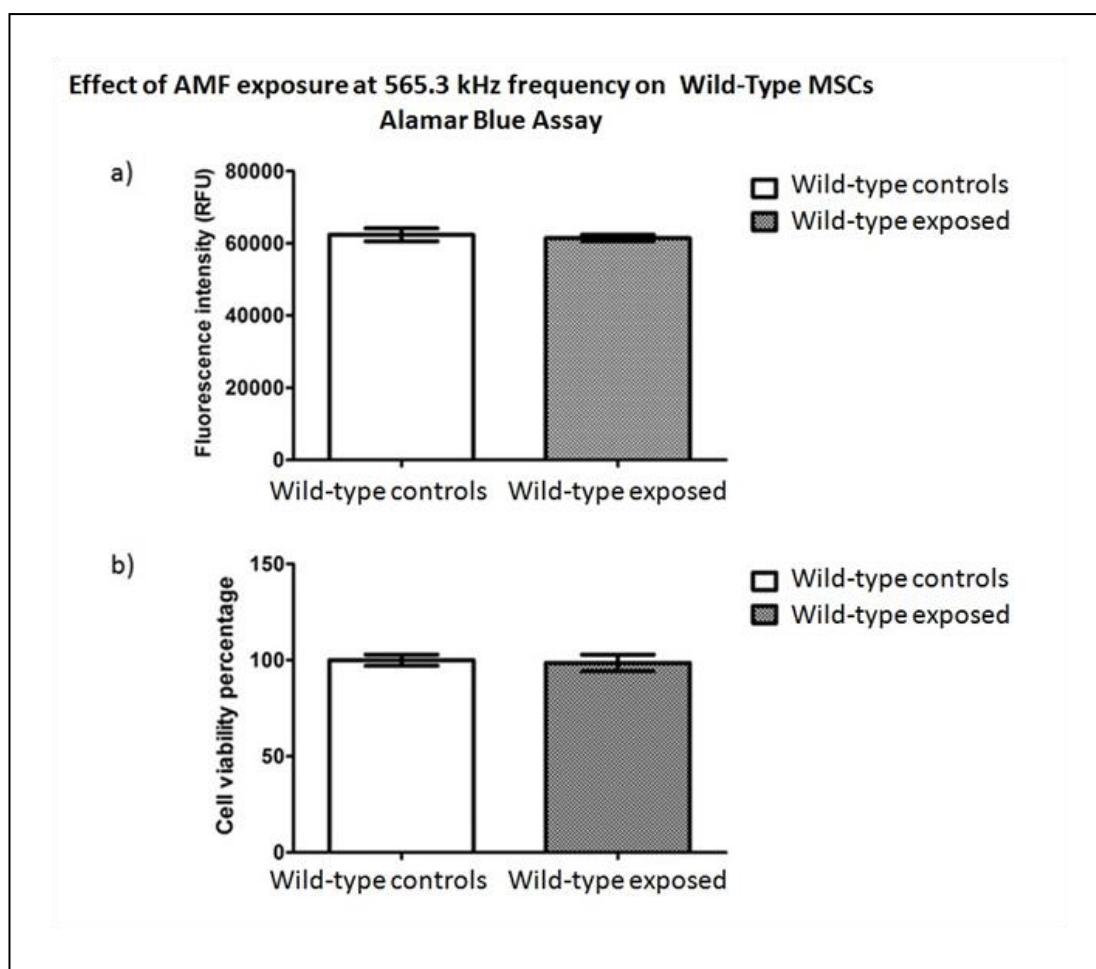 Effect of AMF exposure at 565.3 kHz frequency on Wild-Type MSCs
Alamar Blue Assay
a)
Fluorescence intensity (RFU)
80000
60000
40000
20000
0
Wild-type controls
Wild-type exposed
Wild-type controls
Wild-type exposed
b)
Cell viability percentage
150
100
50
0
Wild-type controls
Wild-type exposed
Wild-type controls
Wild-type exposed